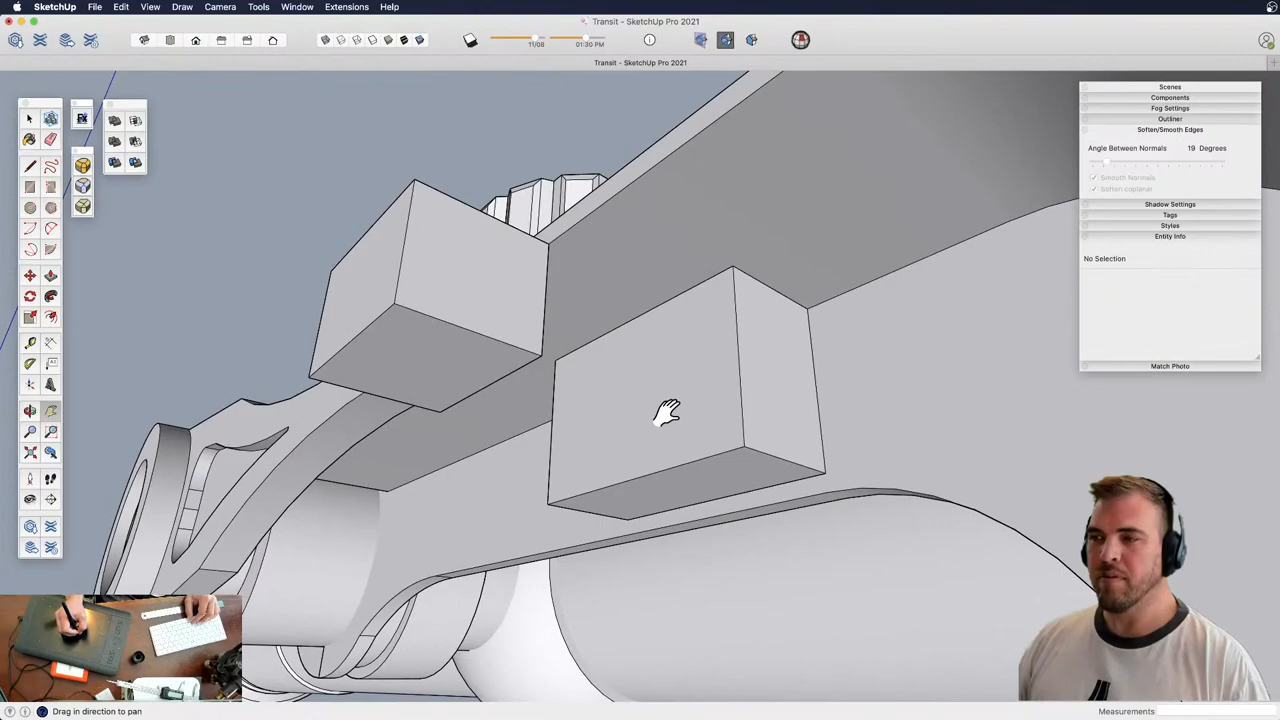 SketchUp File Edit View Draw Camera Tools Window Extensions Help
Transit - SketchUp Pro 2021
11/08 01:30 PM
Transit - SketchUp Pro 2021
Scenes
Components
Fog Settings
Outliner
Soften/Smooth Edges
Angle Between Normals 19 Degrees
Smooth Normals
Soften coplanar
Shadow Settings
Tags
Styles
Entity Info
No Selection
Match Photo
Drag in direction to pan
Measurements